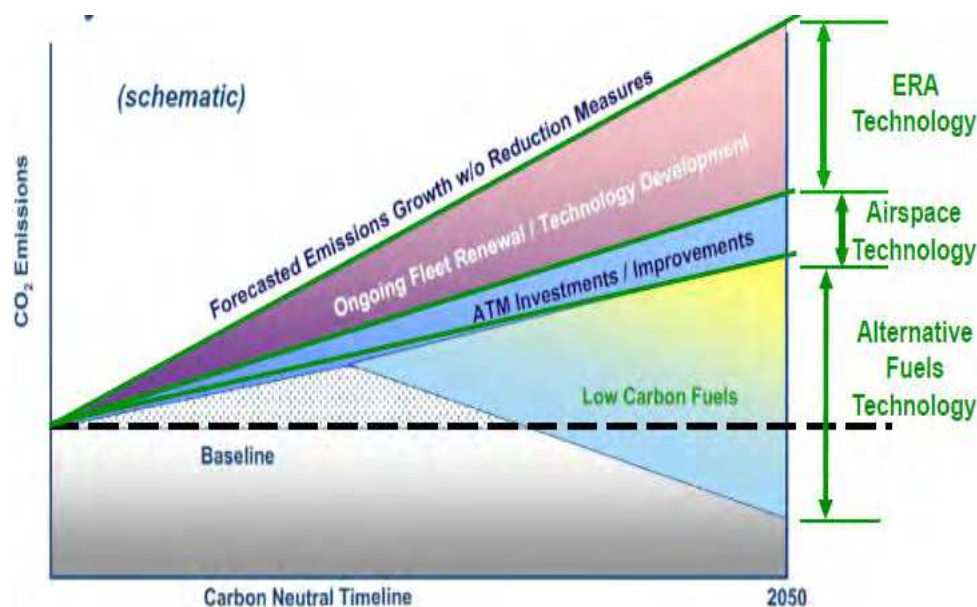 (schematic)
Forecasted Emissions Growth w/o Reduction Measures
Ongoing Fleet Renewal / Technology Development
ATM Investments / Improvements
Low Carbon Fuels
Baseline
CO₂ Emissions
Carbon Neutral Timeline
2050
ERA
Technology
Airspace
Technology
Alternative
Fuels
Technology